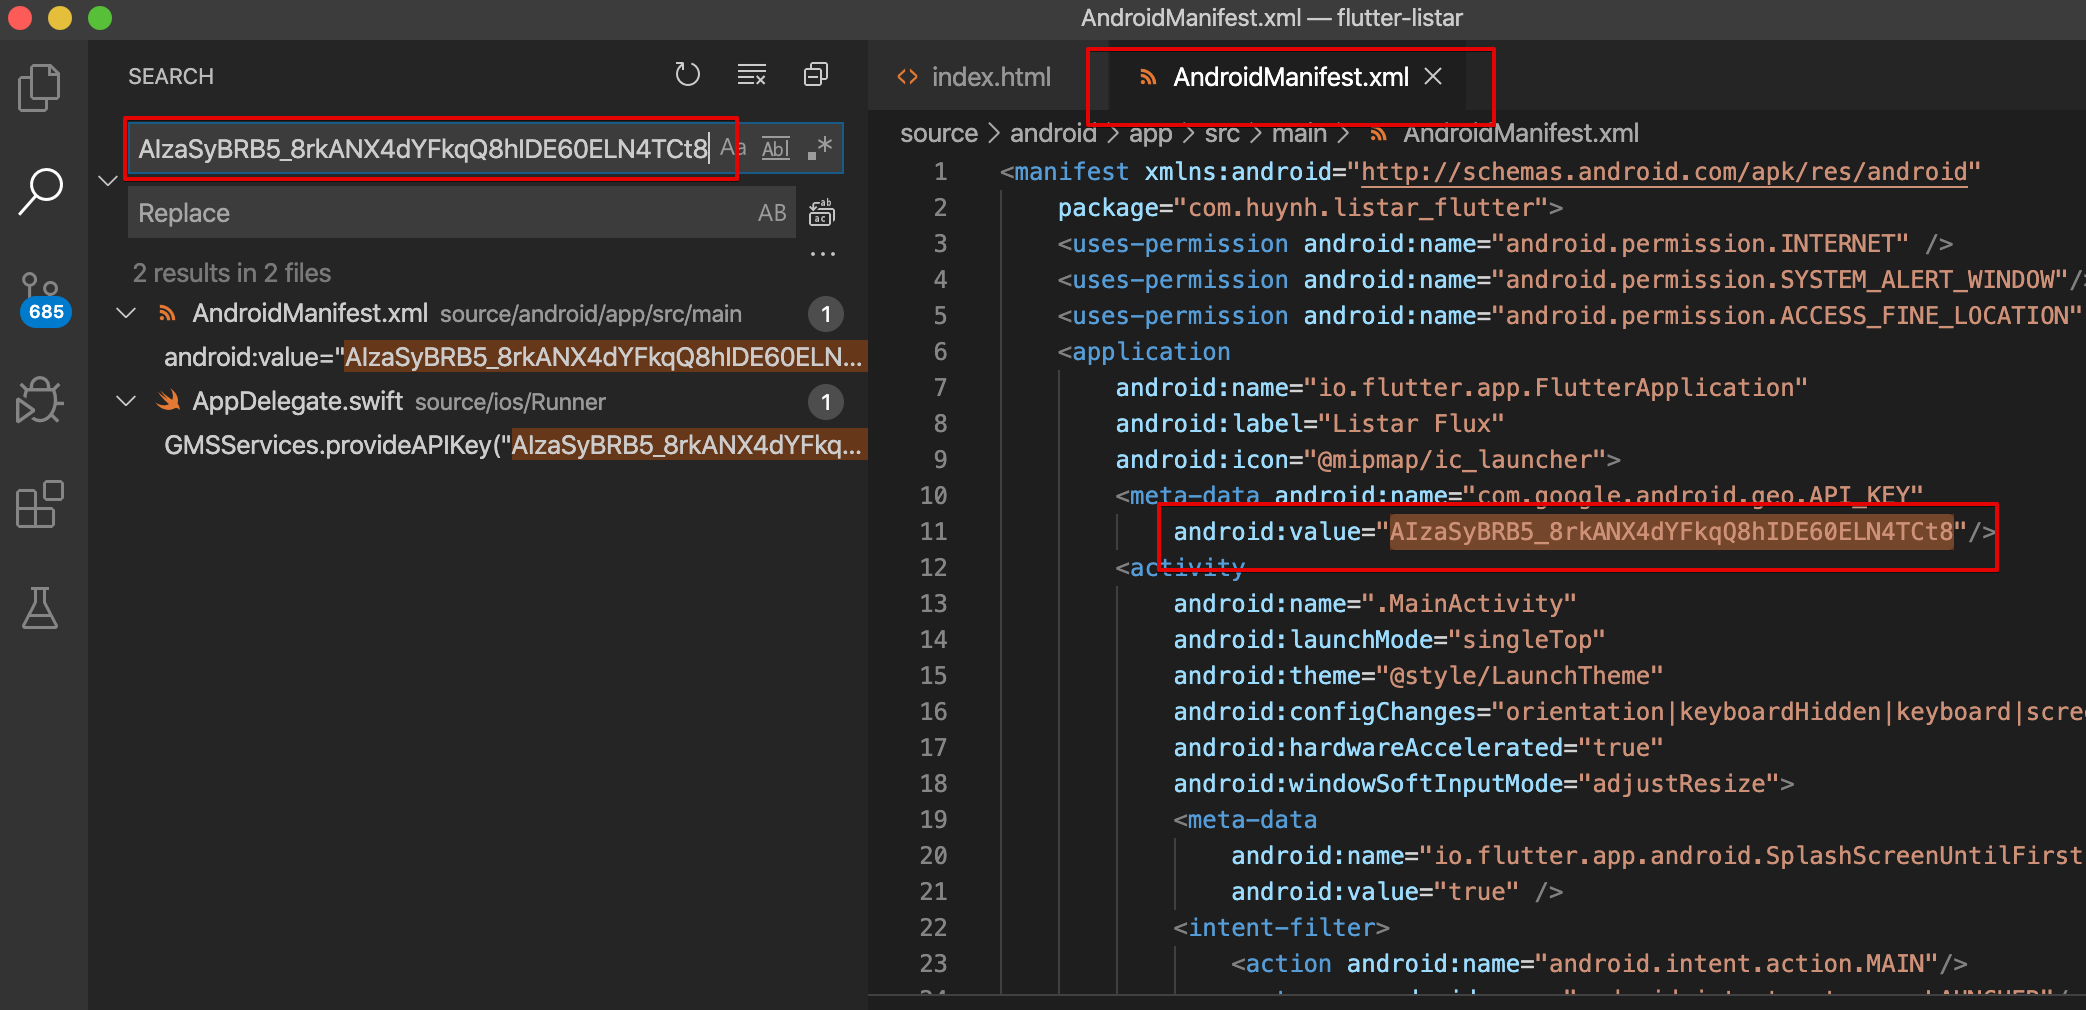 AndroidManifest.xml — flutter-listar
SEARCH
AIzaSyBRB5_8rkANX4dYFkqQ8hIDE60ELN4TCt8
Aa Abl .*
Replace
AB
...
2 results in 2 files
AndroidManifest.xml source/android/app/src/main 1
android:value="AIzaSyBRB5_8rkANX4dYFkqQ8hIDE60ELN...
AppDelegate.swift source/ios/Runner 1
GMSServices.provideAPIKey("AIzaSyBRB5_8rkANX4dYFkq...
685
index.html
AndroidManifest.xml
source > android > app > src > main > AndroidManifest.xml
1 <manifest xmlns:android="http://schemas.android.com/apk/res/android"
2 package="com.huynh.listar_flutter">
3 <uses-permission android:name="android.permission.INTERNET" />
4 <uses-permission android:name="android.permission.SYSTEM_ALERT_WINDOW"/>
5 <uses-permission android:name="android.permission.ACCESS_FINE_LOCATION"
6 <application
7 android:name="io.flutter.app.FlutterApplication"
8 android:label="Listar Flux"
9 android:icon="@mipmap/ic_launcher">
10 <meta-data android:name="com.google.android.geo.API_KEY"
11 android:value="AIzaSyBRB5_8rkANX4dYFkqQ8hIDE60ELN4TCt8"/>
12 <activity
13 android:name=".MainActivity"
14 android:launchMode="singleTop"
15 android:theme="@style/LaunchTheme"
16 android:configChanges="orientation|keyboardHidden|keyboard|scree
17 android:hardwareAccelerated="true"
18 android:windowSoftInputMode="adjustResize">
19 <meta-data
20 android:name="io.flutter.app.android.SplashScreenUntilFirst
21 android:value="true" />
22 <intent-filter>
23 <action android:name="android.intent.action.MAIN"/>